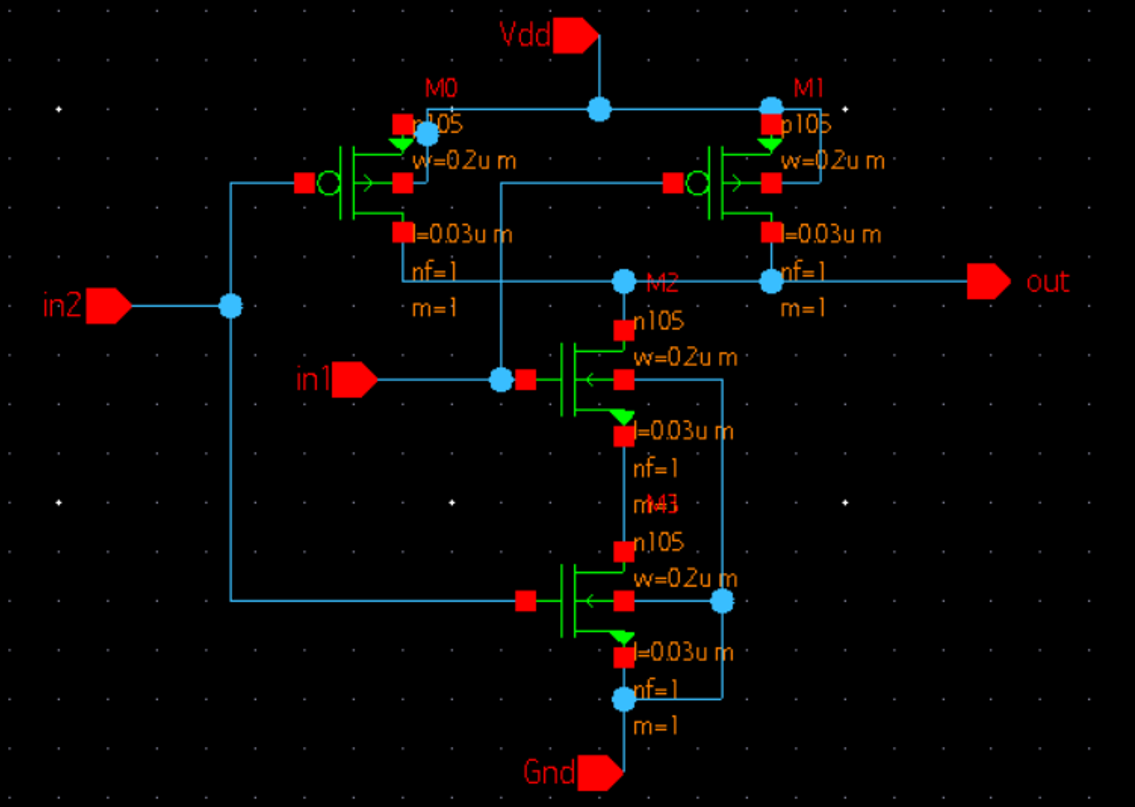 Vdd
M0
M1
p105
p105
w=0.2u m
w=0.2u m
l=0.03u m
l=0.03u m
nf=1
nf=1
m=1
m=1
in2
out
M2
n105
w=0.2u m
in1
l=0.03u m
nf=1
m=1
M3
n105
w=0.2u m
l=0.03u m
nf=1
m=1
Gnd